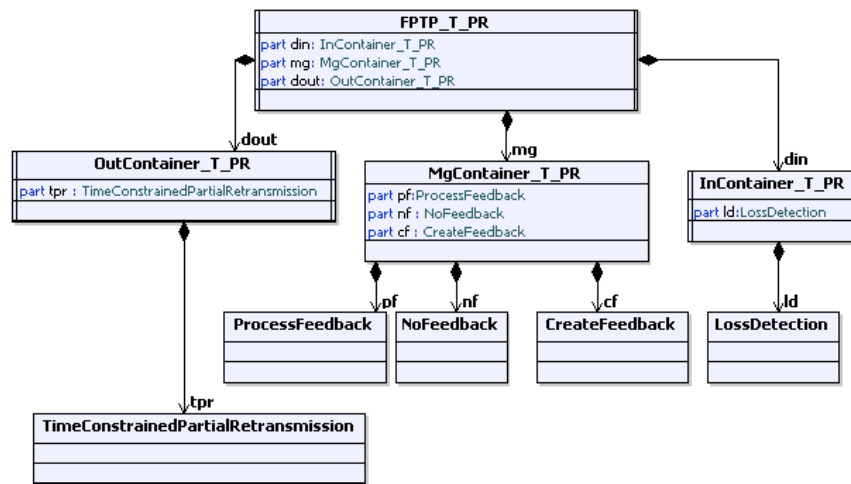 FPTP_T_PR
part din: InContainer_T_PR
part mg: MgContainer_T_PR
part dout: OutContainer_T_PR
dout
mg
din
OutContainer_T_PR
part tpr : TimeConstrainedPartialRetransmission
MgContainer_T_PR
part pf:ProcessFeedback
part nf : NoFeedback
part cf : CreateFeedback
InContainer_T_PR
part ld:LossDetection
pf
nf
cf
ld
ProcessFeedback
NoFeedback
CreateFeedback
LossDetection
tpr
TimeConstrainedPartialRetransmission